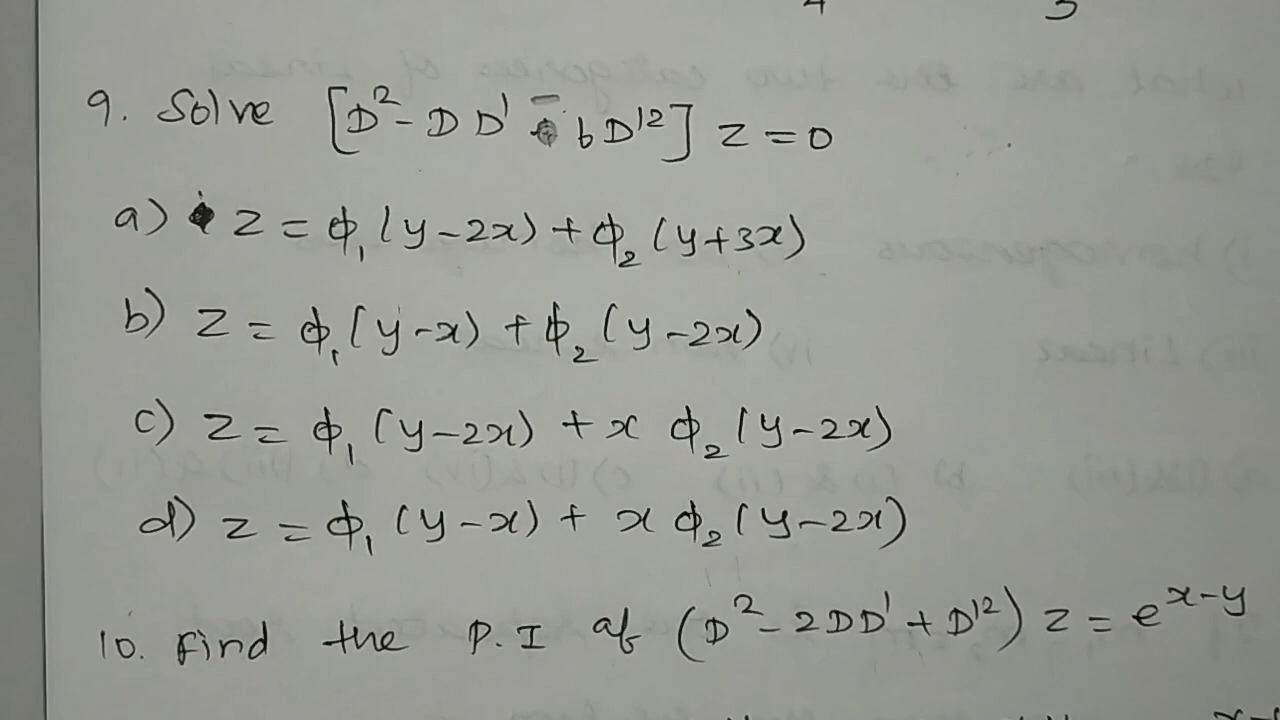 9. Solve [D²- DD' - 6D'²] z = 0
a) z = ϕ₁(y-2x) + ϕ₂(y+3x)
b) z = ϕ₁(y-x) + ϕ₂(y-2x)
c) z = ϕ₁(y-2x) + x ϕ₂(y-2x)
d) z = ϕ₁(y-x) + x ϕ₂(y-2x)
10. Find the P.I of (D²- 2DD' + D'²) z = e^{x-y}